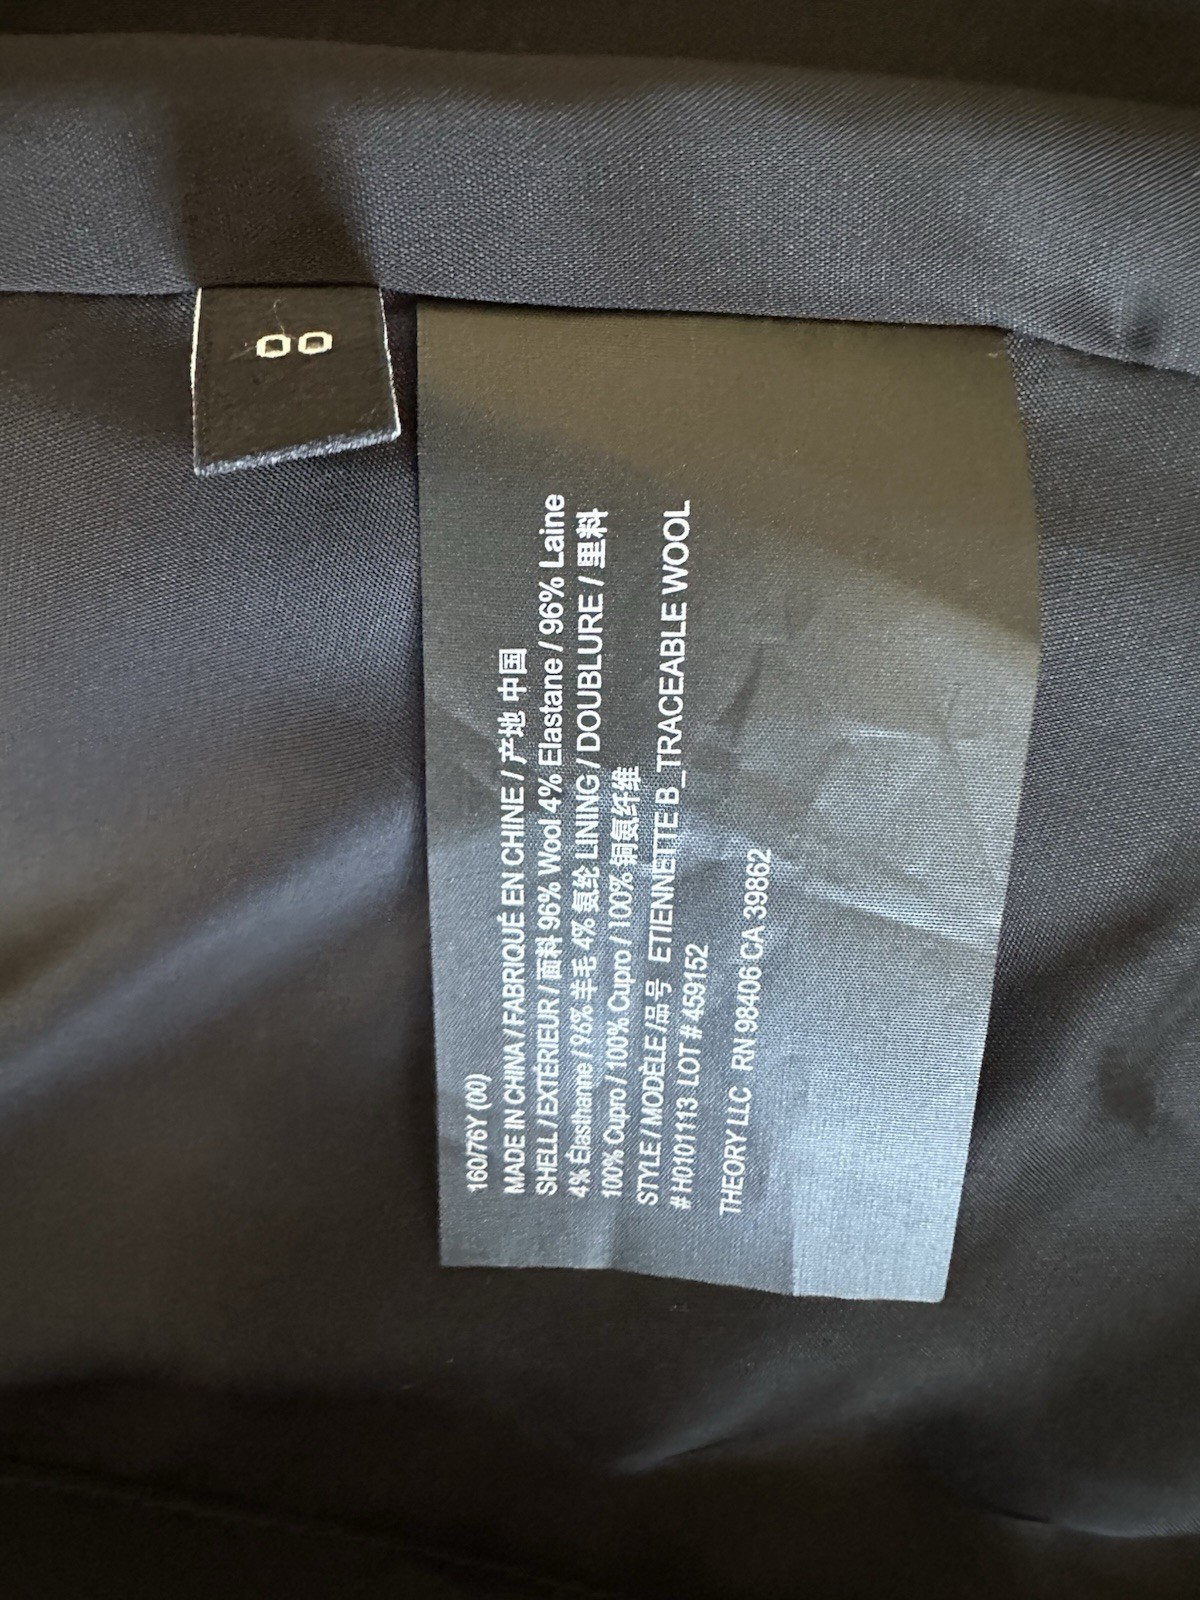 00
160/76Y (00)
MADE IN CHINA / FABRIQUÉ EN CHINE / 产地 中国
SHELL / EXTERIEUR / 面料 96% Wool 4% Elastane / 96% Laine
4% Élasthanne / 96% 羊毛 4% 氨纶 LINING / DOUBLURE / 里料
100% Cupro / 100% Cupro / 100% 铜氨纤维
STYLE / MODÈLE /品号 ETIENNETTE B_TRACEABLE WOOL
# H0101113 LOT # 459152
THEORY LLC RN 98406 CA 39862